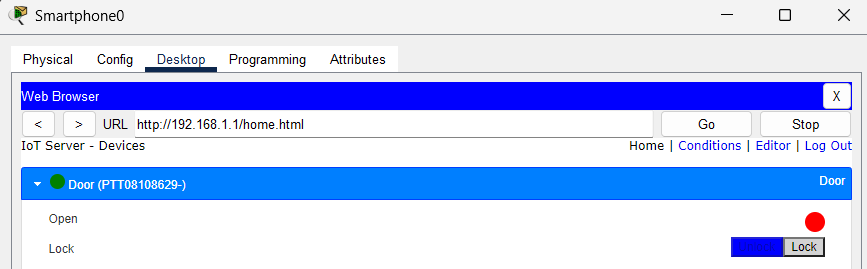 Smartphone0
Physical Config Desktop Programming Attributes
Web Browser X
< > URL http://192.168.1.1/home.html Go Stop
IoT Server - Devices Home | Conditions | Editor | Log Out
Door (PTT08108629-) Door
Open
Lock Lock